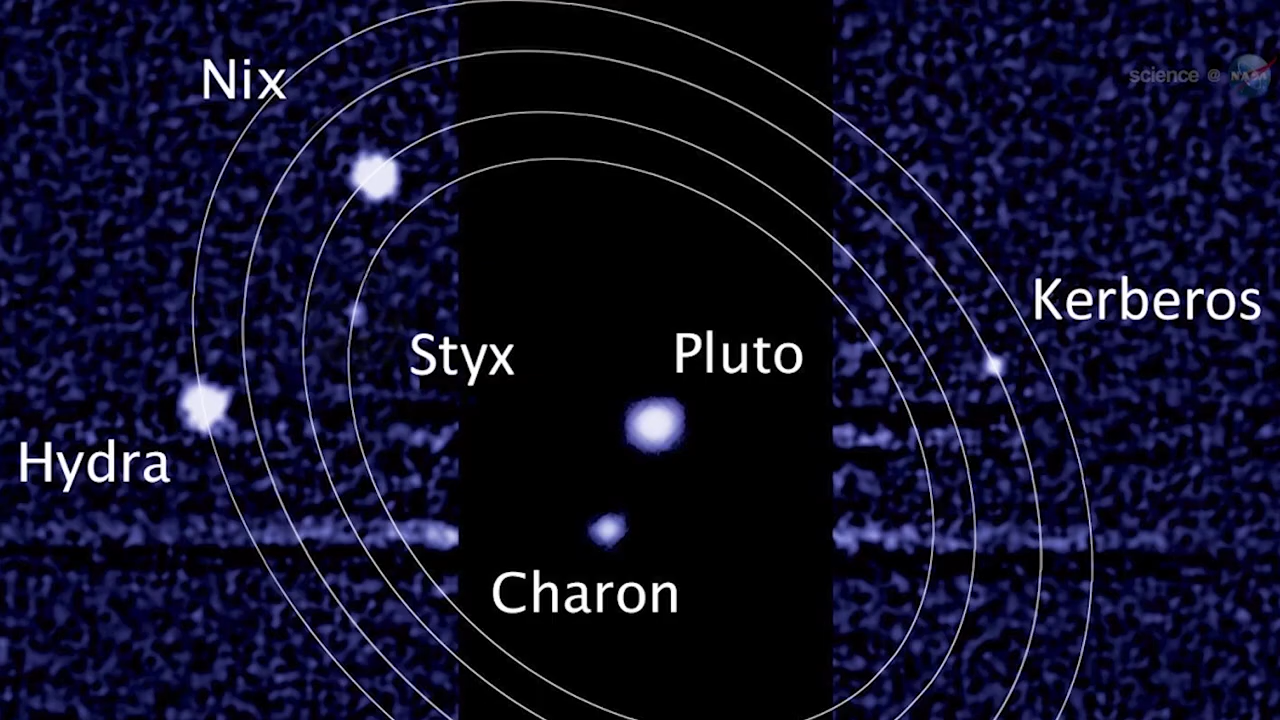 Nix
science @ NASA
Kerberos
Styx
Pluto
Hydra
Charon